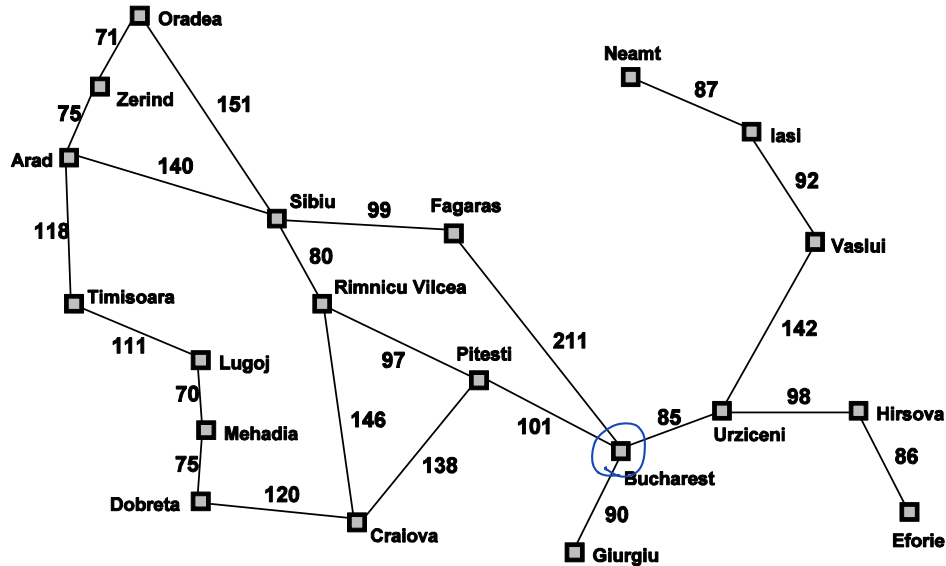 Oradea
71
Neamt
87
Zerind
151
75
Iasi
Arad
140
92
Sibiu
99
Fagaras
118
80
Vaslui
Rimnicu Vilcea
Timisoara
142
111
97
Pitesti
211
Lugoj
70
98
Hirsova
146
101
85
Urziceni
Mehadia
75
138
86
Bucharest
Dobreta
120
90
Craiova
Eforie
Giurgiu